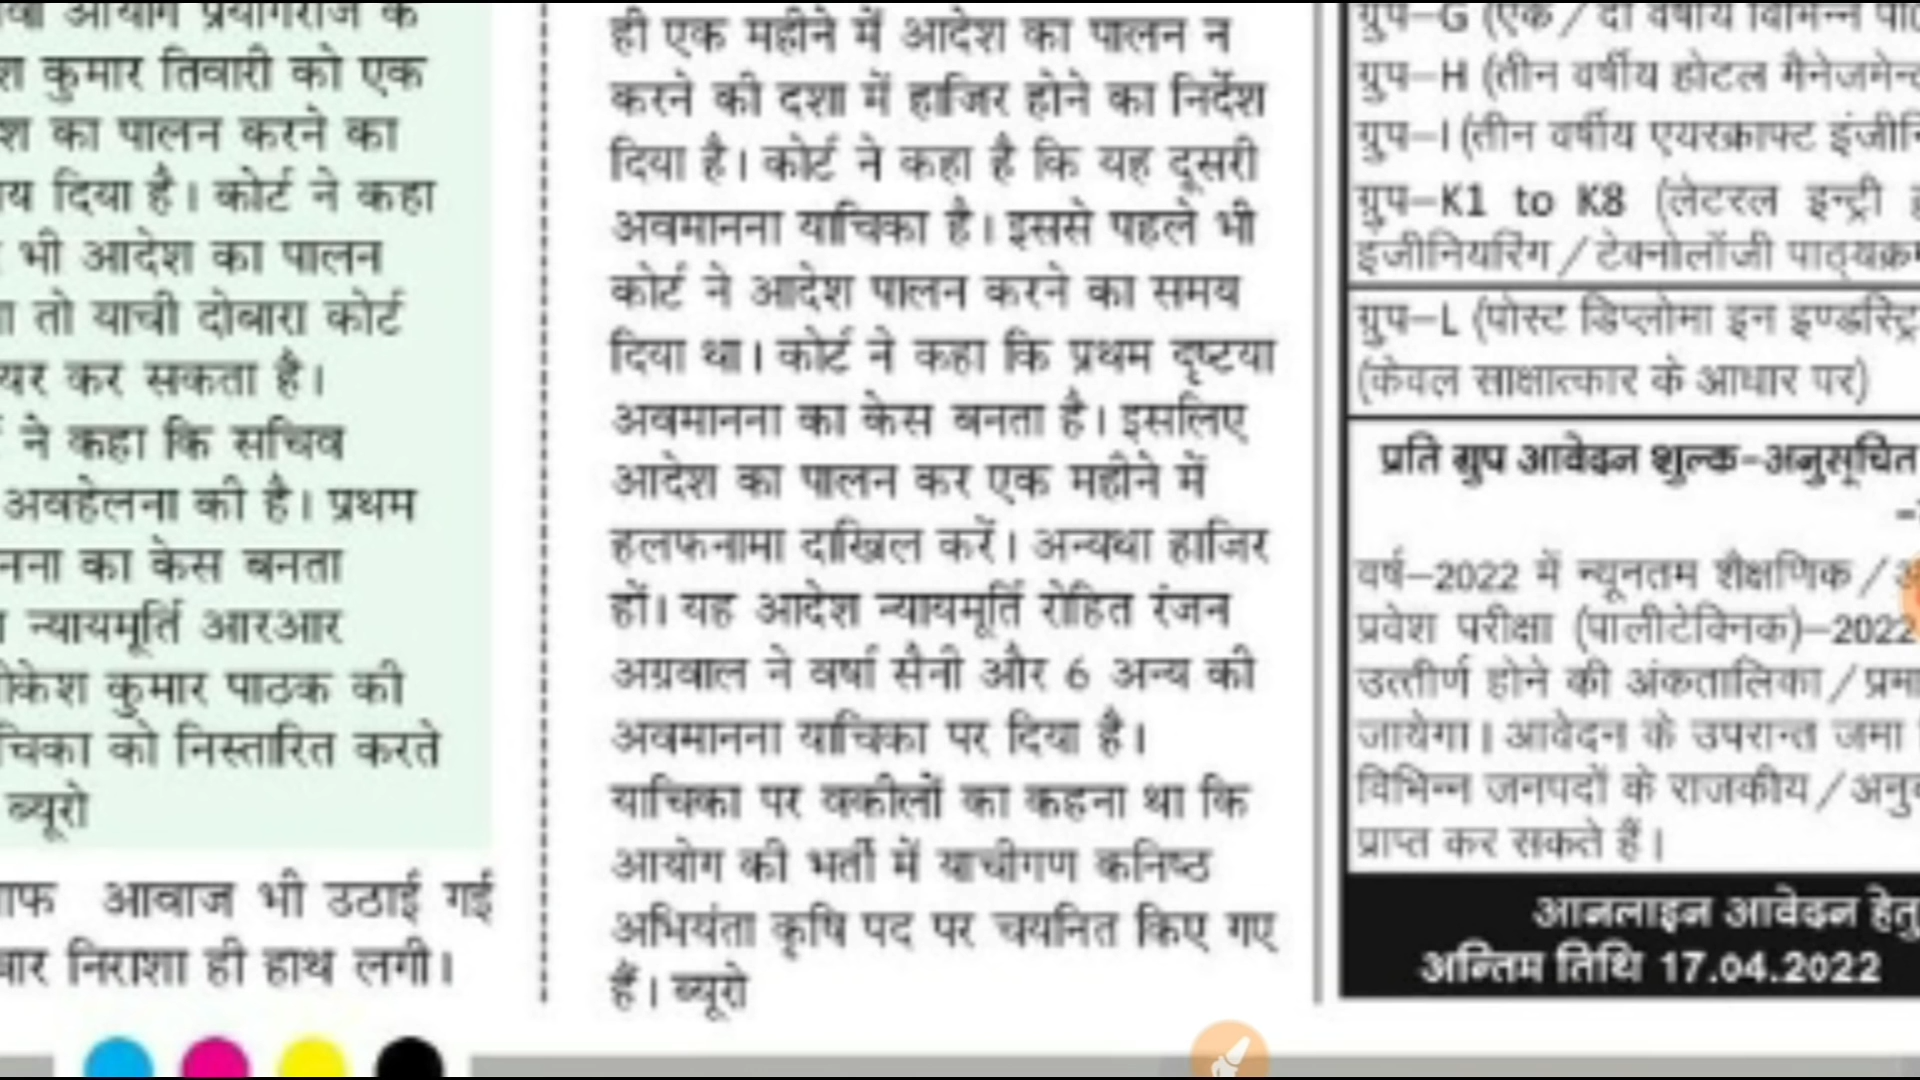 कुमार तिवारी को एक
का पालन करने का
दिया है। कोर्ट ने कहा
भी आदेश का पालन
तो याची दोबारा कोर्ट
कर सकता है।
ने कहा कि सचिव
अवहेलना की है। प्रथम
का केस बनता
न्यायमूर्ति आरआर
कुमार पाठक की
को निस्तारित करते
ब्यूरो
आवाज भी उठाई गई
निराशा ही हाथ लगी।
ही एक महीने में आदेश का पालन न
करने की दशा में हाजिर होने का निर्देश
दिया है। कोर्ट ने कहा है कि यह दूसरी
अवमानना याचिका है। इससे पहले भी
कोर्ट ने आदेश पालन करने का समय
दिया था। कोर्ट ने कहा कि प्रथम दृष्टया
अवमानना का केस बनता है। इसलिए
आदेश का पालन कर एक महीने में
हलफनामा दाखिल करें। अन्यथा हाजिर
हों। यह आदेश न्यायमूर्ति रोहित रंजन
अग्रवाल ने वर्षा सैनी और 6 अन्य की
अवमानना याचिका पर दिया है।
याचिका पर वकीलों का कहना था कि
आयोग की भर्ती में याचीगण कनिष्ठ
अभियंता कृषि पद पर चयनित किए गए
हैं। ब्यूरो
ग्रुप–G (एक / दो वर्षीय विभिन्न
ग्रुप–H (तीन वर्षीय होटल
ग्रुप–I (तीन वर्षीय एयरक्राफ्ट
ग्रुप–K1 to K8 (लेटरल इन्ट्री
इंजीनियरिंग / टेक्नोलॉजी
ग्रुप–L (पोस्ट डिप्लोमा इन
(केवल साक्षात्कार के आधार पर)
प्रति ग्रुप आवेदन शुल्क–अनुसूचित
वर्ष–2022 में न्यूनतम शैक्षणिक /
प्रवेश परीक्षा (पालीटेक्निक)–2022
उत्तीर्ण होने की अंकतालिका /
जायेगा। आवेदन के उपरान्त जमा
विभिन्न जनपदों के राजकीय /
प्राप्त कर सकते हैं।
आनलाइन आवेदन हेतु
अन्तिम तिथि 17.04.2022